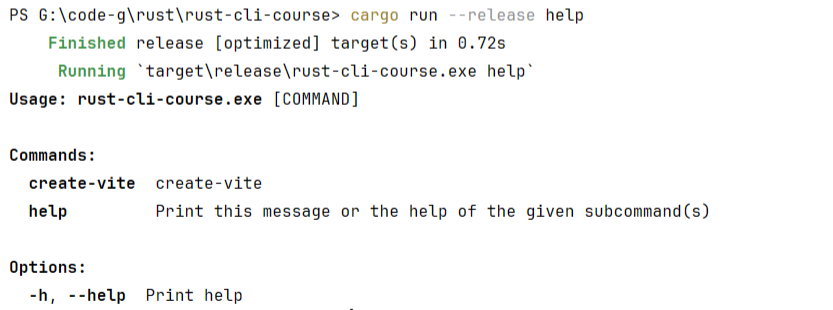 PS G:\code-g\rust\rust-cli-course> cargo run --release help
Finished release [optimized] target(s) in 0.72s
Running `target\release\rust-cli-course.exe help`
Usage: rust-cli-course.exe [COMMAND]
Commands:
create-vite  create-vite
help         Print this message or the help of the given subcommand(s)
Options:
-h, --help  Print help